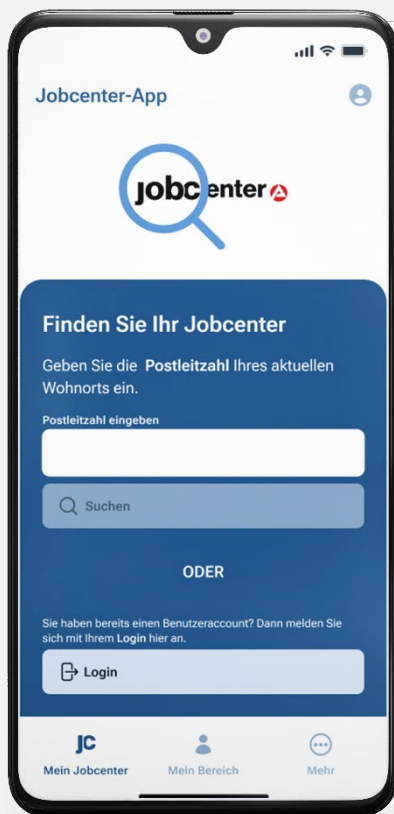 Jobcenter-App
jobcenter
Finden Sie Ihr Jobcenter
Geben Sie die Postleitzahl Ihres aktuellen
Wohnorts ein.
Postleitzahl eingeben
Suchen
ODER
Sie haben bereits einen Benutzeraccount? Dann melden Sie
sich mit Ihrem Login hier an.
Login
JC
Mein Jobcenter
Mein Bereich
Mehr